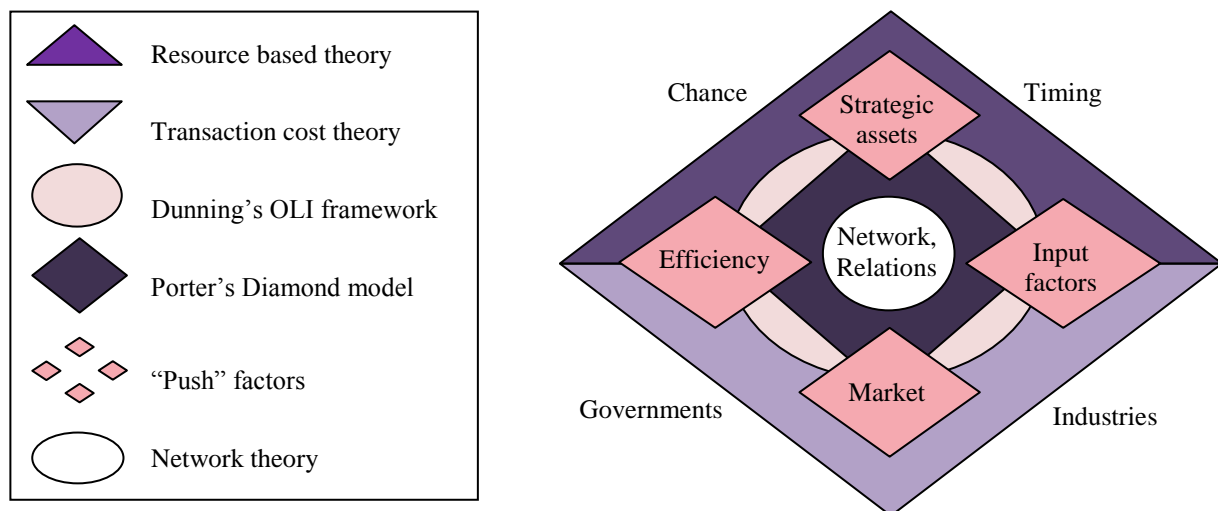 Resource based theory
Transaction cost theory
Dunning’s OLI framework
Porter’s Diamond model
“Push” factors
Network theory
Chance
Timing
Strategic
assets
Efficiency
Network,
Relations
Input
factors
Market
Governments
Industries